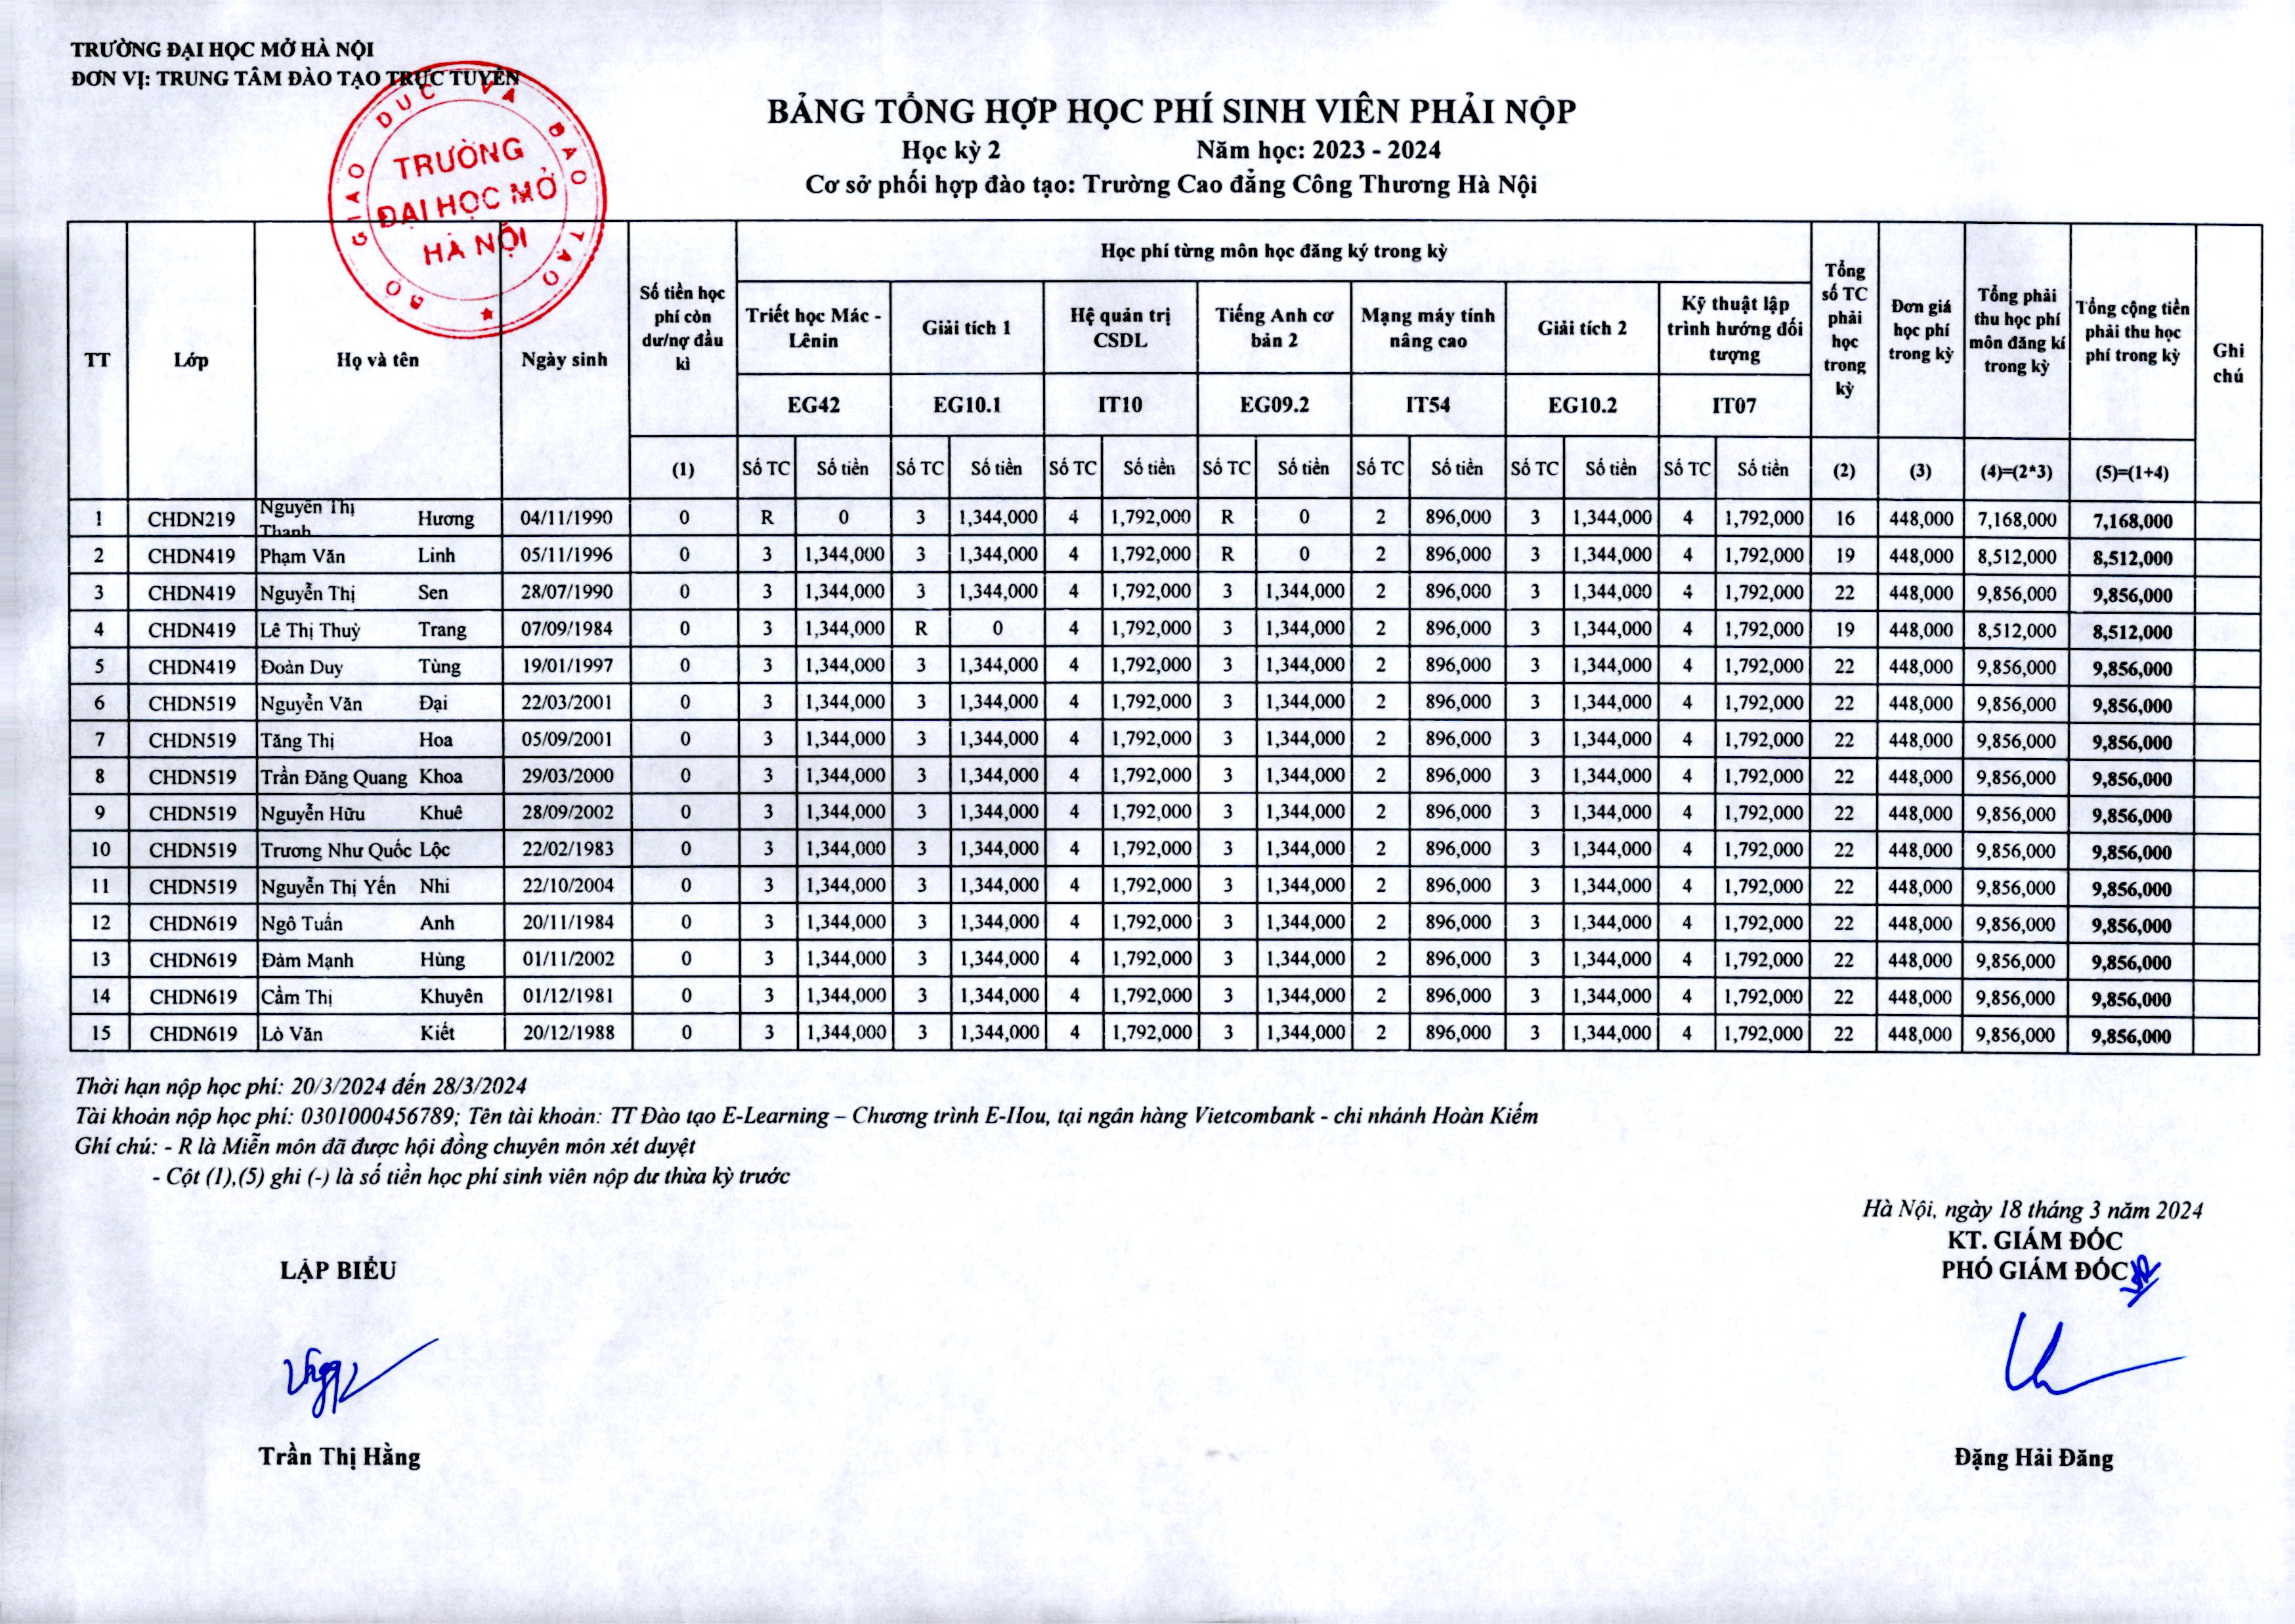 TRƯỜNG ĐẠI HỌC MỞ HÀ NỘI
ĐƠN VỊ: TRUNG TÂM ĐÀO TẠO TRỰC TUYẾN
BỘ GIÁO DỤC VÀ ĐÀO TẠO
TRƯỜNG
ĐẠI HỌC MỞ
HÀ NỘI
BẢNG TỔNG HỢP HỌC PHÍ SINH VIÊN PHẢI NỘP
Học kỳ 2 Năm học: 2023 - 2024
Cơ sở phối hợp đào tạo: Trường Cao đẳng Công Thương Hà Nội
TT Lớp Họ và tên Ngày sinh Số tiền học phí còn dư/nợ đầu kì Học phí từng môn học đăng ký trong kỳ Tổng số TC phải học trong kỳ Đơn giá học phí trong kỳ Tổng phải thu học phí môn đăng kí trong kỳ Tổng cộng tiền phải thu học phí trong kỳ Ghi chú
Triết học Mác - Lênin Giải tích 1 Hệ quản trị CSDL Tiếng Anh cơ bản 2 Mạng máy tính nâng cao Giải tích 2 Kỹ thuật lập trình hướng đối tượng
EG42 EG10.1 IT10 EG09.2 IT54 EG10.2 IT07
(1) Số TC Số tiền Số TC Số tiền Số TC Số tiền Số TC Số tiền Số TC Số tiền Số TC Số tiền Số TC Số tiền (2) (3) (4)=(2*3) (5)=(1+4)
1 CHDN219 Nguyễn Thị Thanh Hương 04/11/1990 0 R 0 3 1,344,000 4 1,792,000 R 0 2 896,000 3 1,344,000 4 1,792,000 16 448,000 7,168,000 7,168,000
2 CHDN419 Phạm Văn Linh 05/11/1996 0 3 1,344,000 3 1,344,000 4 1,792,000 R 0 2 896,000 3 1,344,000 4 1,792,000 19 448,000 8,512,000 8,512,000
3 CHDN419 Nguyễn Thị Sen 28/07/1990 0 3 1,344,000 3 1,344,000 4 1,792,000 3 1,344,000 2 896,000 3 1,344,000 4 1,792,000 22 448,000 9,856,000 9,856,000
4 CHDN419 Lê Thị Thuỳ Trang 07/09/1984 0 3 1,344,000 R 0 4 1,792,000 3 1,344,000 2 896,000 3 1,344,000 4 1,792,000 19 448,000 8,512,000 8,512,000
5 CHDN419 Đoàn Duy Tùng 19/01/1997 0 3 1,344,000 3 1,344,000 4 1,792,000 3 1,344,000 2 896,000 3 1,344,000 4 1,792,000 22 448,000 9,856,000 9,856,000
6 CHDN519 Nguyễn Văn Đại 22/03/2001 0 3 1,344,000 3 1,344,000 4 1,792,000 3 1,344,000 2 896,000 3 1,344,000 4 1,792,000 22 448,000 9,856,000 9,856,000
7 CHDN519 Tăng Thị Hoa 05/09/2001 0 3 1,344,000 3 1,344,000 4 1,792,000 3 1,344,000 2 896,000 3 1,344,000 4 1,792,000 22 448,000 9,856,000 9,856,000
8 CHDN519 Trần Đăng Quang Khoa 29/03/2000 0 3 1,344,000 3 1,344,000 4 1,792,000 3 1,344,000 2 896,000 3 1,344,000 4 1,792,000 22 448,000 9,856,000 9,856,000
9 CHDN519 Nguyễn Hữu Khuê 28/09/2002 0 3 1,344,000 3 1,344,000 4 1,792,000 3 1,344,000 2 896,000 3 1,344,000 4 1,792,000 22 448,000 9,856,000 9,856,000
10 CHDN519 Trương Như Quốc Lộc 22/02/1983 0 3 1,344,000 3 1,344,000 4 1,792,000 3 1,344,000 2 896,000 3 1,344,000 4 1,792,000 22 448,000 9,856,000 9,856,000
11 CHDN519 Nguyễn Thị Yến Nhi 22/10/2004 0 3 1,344,000 3 1,344,000 4 1,792,000 3 1,344,000 2 896,000 3 1,344,000 4 1,792,000 22 448,000 9,856,000 9,856,000
12 CHDN619 Ngô Tuấn Anh 20/11/1984 0 3 1,344,000 3 1,344,000 4 1,792,000 3 1,344,000 2 896,000 3 1,344,000 4 1,792,000 22 448,000 9,856,000 9,856,000
13 CHDN619 Đàm Mạnh Hùng 01/11/2002 0 3 1,344,000 3 1,344,000 4 1,792,000 3 1,344,000 2 896,000 3 1,344,000 4 1,792,000 22 448,000 9,856,000 9,856,000
14 CHDN619 Cầm Thị Khuyên 01/12/1981 0 3 1,344,000 3 1,344,000 4 1,792,000 3 1,344,000 2 896,000 3 1,344,000 4 1,792,000 22 448,000 9,856,000 9,856,000
15 CHDN619 Lò Văn Kiết 20/12/1988 0 3 1,344,000 3 1,344,000 4 1,792,000 3 1,344,000 2 896,000 3 1,344,000 4 1,792,000 22 448,000 9,856,000 9,856,000
Thời hạn nộp học phí: 20/3/2024 đến 28/3/2024
Tài khoản nộp học phí: 0301000456789; Tên tài khoản: TT Đào tạo E-Learning – Chương trình E-Hou, tại ngân hàng Vietcombank - chi nhánh Hoàn Kiếm
Ghí chú: - R là Miễn môn đã được hội đồng chuyên môn xét duyệt
- Cột (1),(5) ghi (-) là số tiền học phí sinh viên nộp dư thừa kỳ trước
Hà Nội, ngày 18 tháng 3 năm 2024
KT. GIÁM ĐỐC
LẬP BIỂU PHÓ GIÁM ĐỐC
Trần Thị Hằng Đặng Hải Đăng